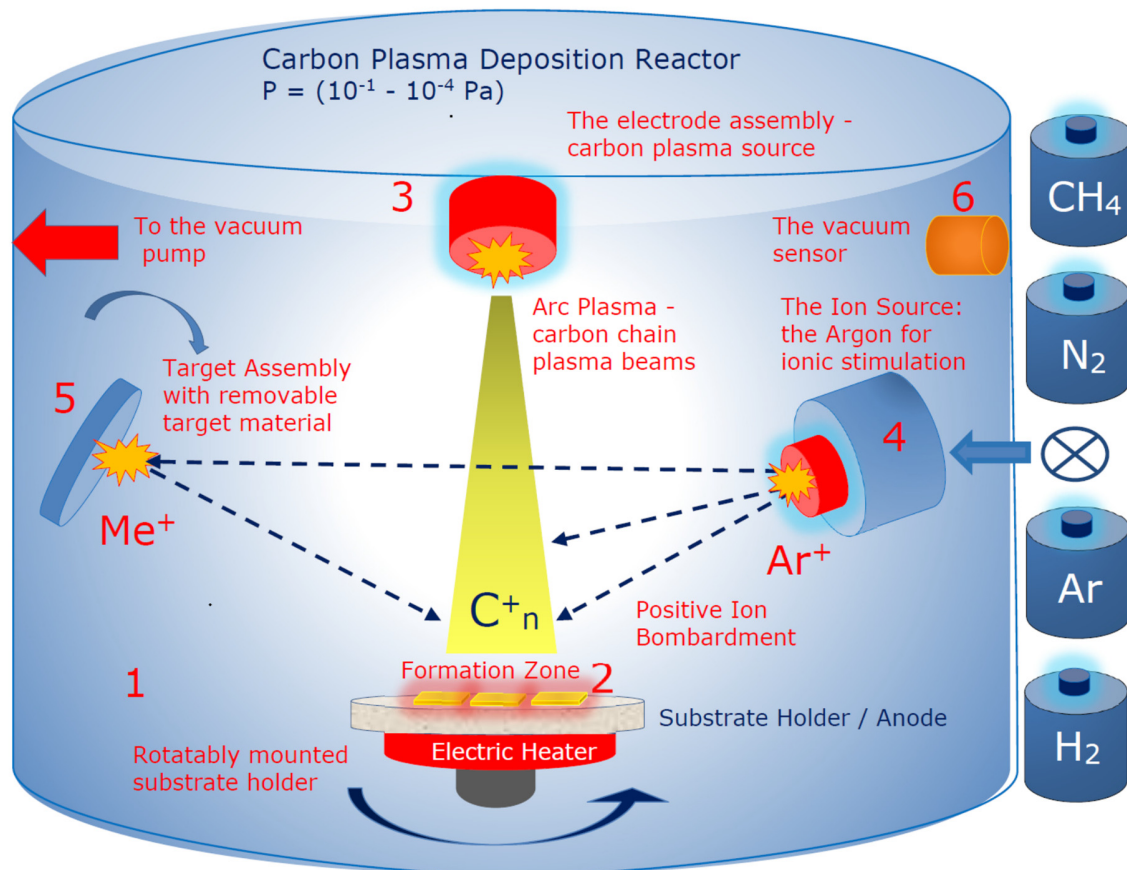 Carbon Plasma Deposition Reactor
P = (10⁻¹ - 10⁻⁴ Pa)
The electrode assembly -
carbon plasma source
3
To the vacuum
pump
The vacuum
sensor
6
CH₄
N₂
Arc Plasma -
carbon chain
plasma beams
The Ion Source:
the Argon for
ionic stimulation
Target Assembly
with removable
target material
5
4
Me⁺
Ar⁺
Ar
C⁺n
Positive Ion
Bombardment
1
Formation Zone
2
Substrate Holder / Anode
Electric Heater
Rotatably mounted
substrate holder
H₂